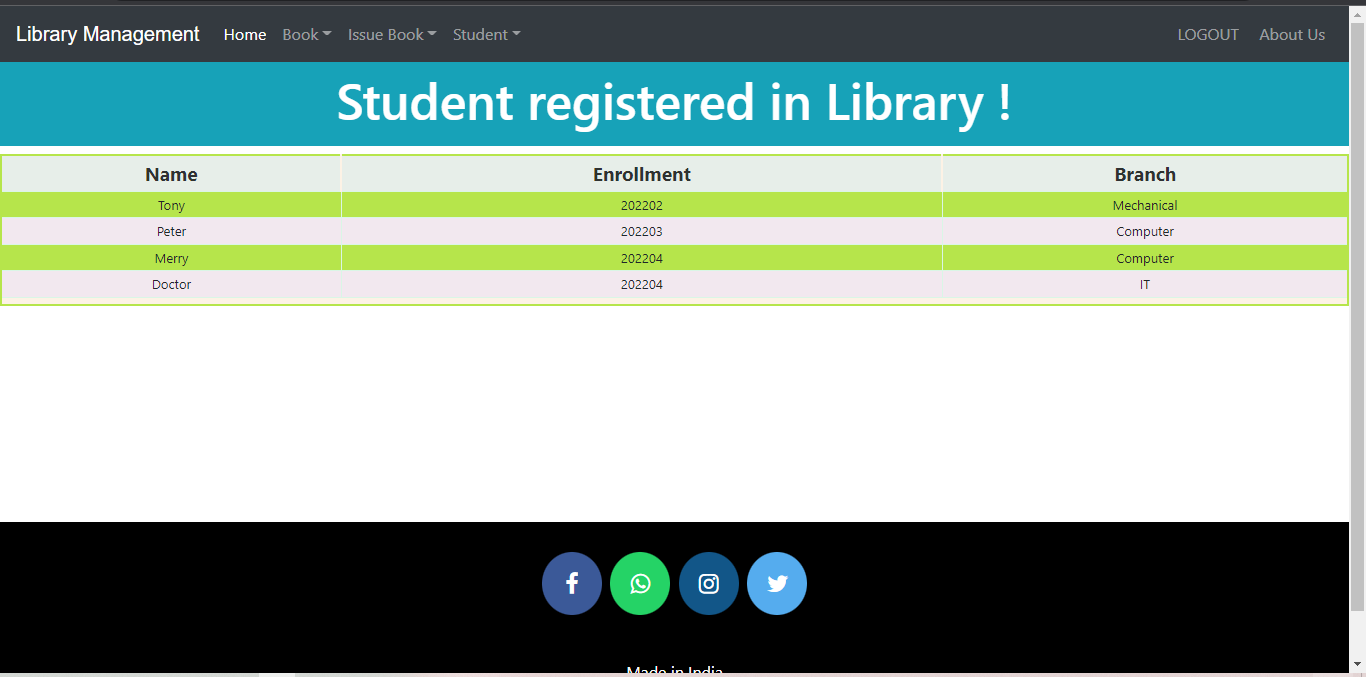 Library Management Home Book Issue Book Student LOGOUT About Us
Student registered in Library !
Name Enrollment Branch
Tony 202202 Mechanical
Peter 202203 Computer
Merry 202204 Computer
Doctor 202204 IT
Made in India